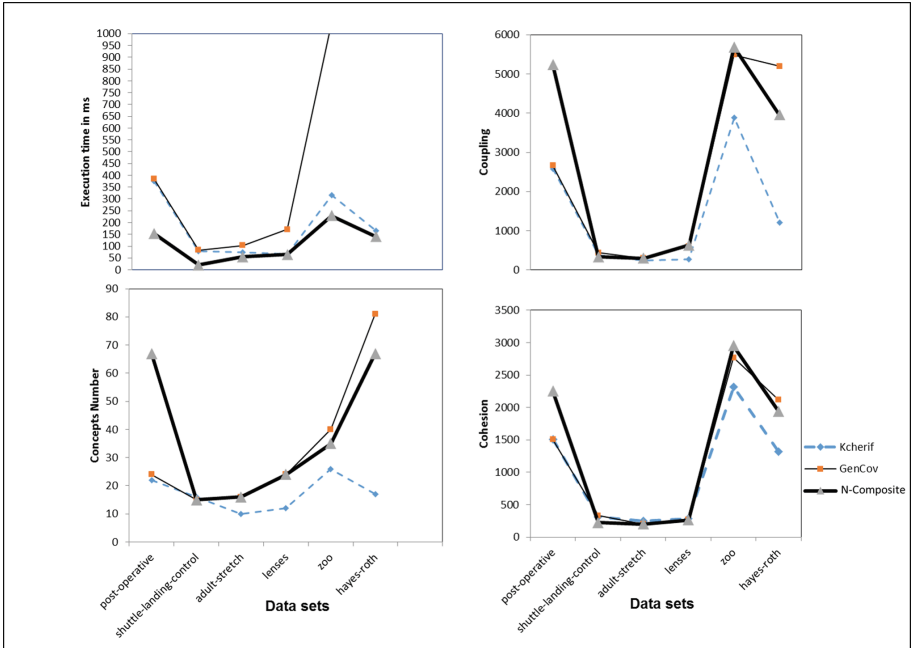 Execution time in ms
1000
950
900
850
800
750
700
650
600
550
500
450
400
350
300
250
200
150
100
50
0
Coupling
6000
5000
4000
3000
2000
1000
0
Concepts Number
90
80
70
60
50
40
30
20
10
0
post-operative
shuttle-landing-control
adult-stretch
lenses
zoo
hayes-roth
Data sets
Cohesion
3500
3000
2500
2000
1500
1000
500
0
post-operative
shuttle-landing-control
adult-stretch
lenses
zoo
hayes-roth
Data sets
Kcherif
GenCov
N-Composite